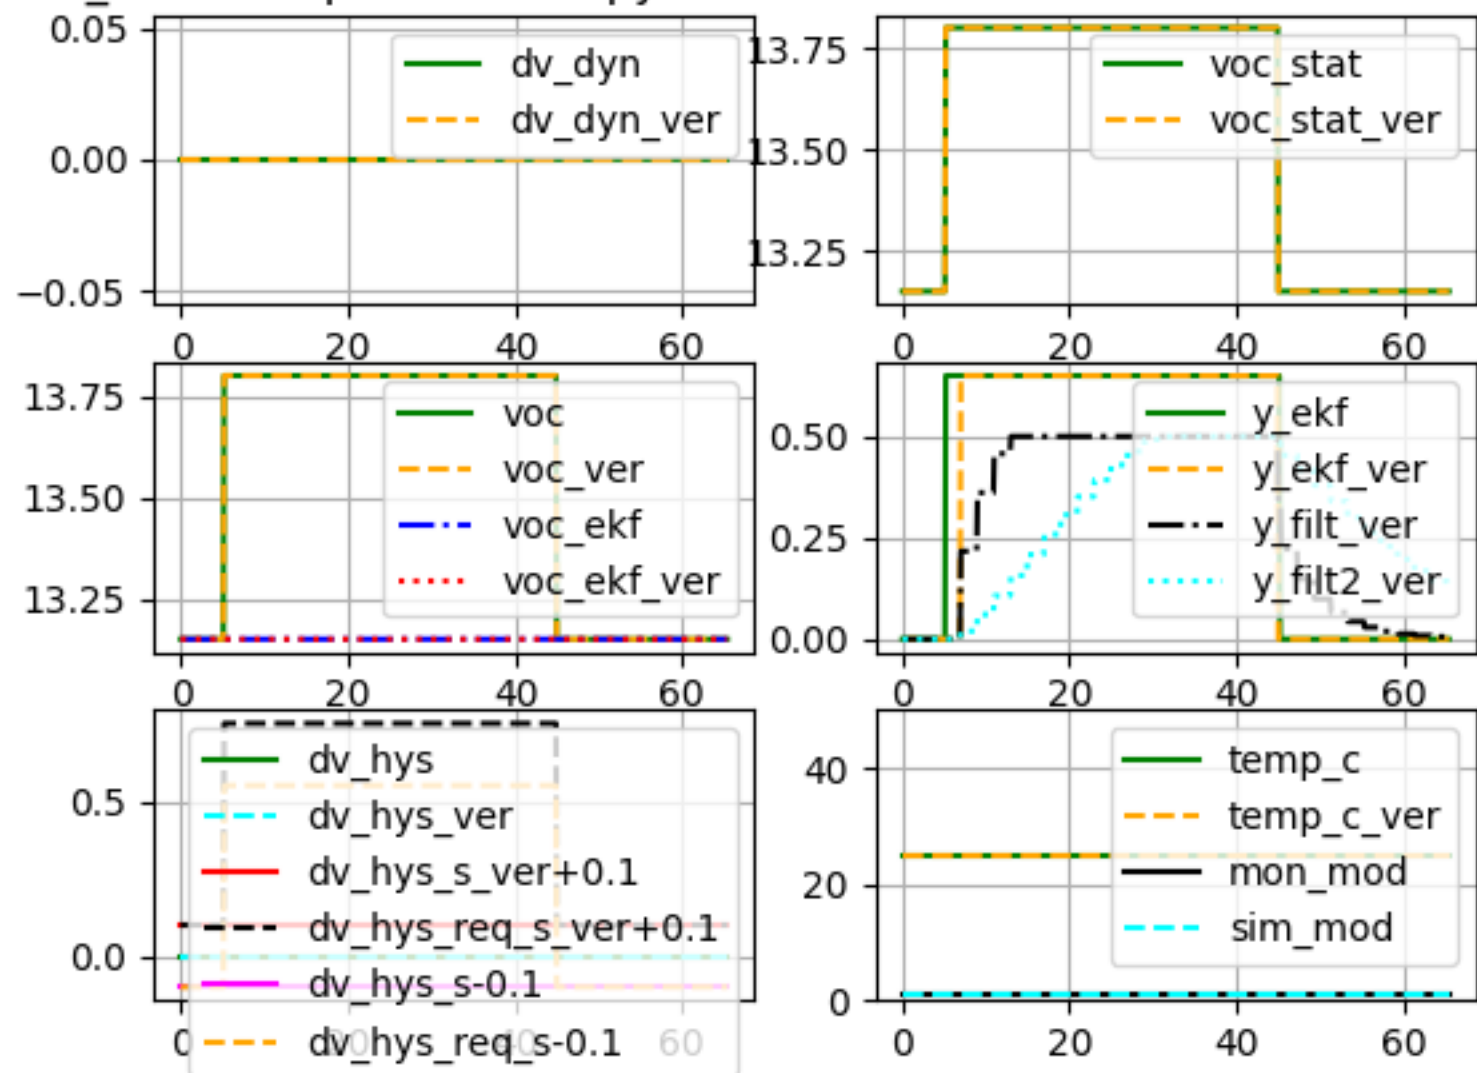 0.05
0.00
−0.05
dv_dyn
dv_dyn_ver
0 20 40 60
13.75
13.50
13.25
voc_stat
voc_stat_ver
0 20 40 60
13.75
13.50
13.25
voc
voc_ver
voc_ekf
voc_ekf_ver
0 20 40 60
0.50
0.25
0.00
y_ekf
y_ekf_ver
y_filt_ver
y_filt2_ver
0 20 40 60
0.5
0.0
dv_hys
dv_hys_ver
dv_hys_s_ver+0.1
dv_hys_req_s_ver+0.1
dv_hys_s-0.1
dv_hys_req_s-0.1
0 20 40 60
40
20
0
temp_c
temp_c_ver
mon_mod
sim_mod
0 20 40 60